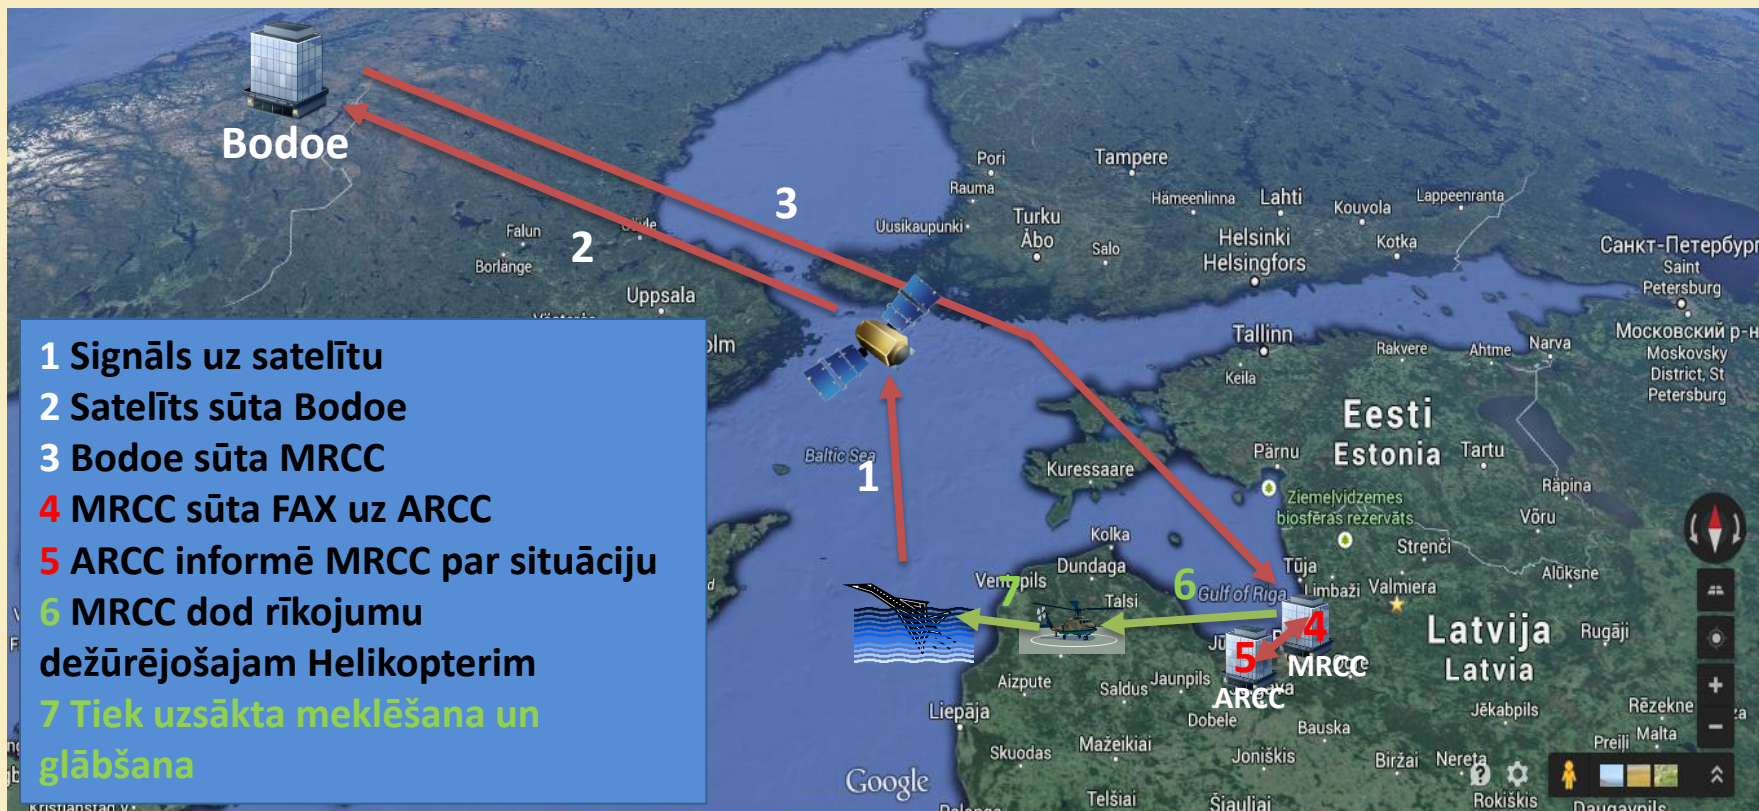 Bodoe
3
2
1
1 Signāls uz satelītu
2 Satelīts sūta Bodoe
3 Bodoe sūta MRCC
4 MRCC sūta FAX uz ARCC
5 ARCC informē MRCC par situāciju
6 MRCC dod rīkojumu
dežūrējošajam Helikopterim
7 Tiek uzsākta meklēšana un
glābšana
Pori
Tampere
Rauma
Hämeenlinna
Lahti
Kouvola
Lappeenranta
Uusikaupunki
Turku
Åbo
Salo
Helsinki
Helsingfors
Kotka
Санкт-Петербург
Saint
Petersburg
Falun
Borlänge
Uppsala
Московский р-н
Moskovsky
District, St
Petersburg
Tallinn
Rakvere
Ahtme
Narva
Keila
Eesti
Estonia
Baltic Sea
Kuressaare
Pärnu
Tartu
Ziemeļvidzemes
biosfēras rezervāts
Räpina
Võru
Kolka
Strenči
Dundaga
Tūja
Alūksne
7
Talsi
6
Gulf of Riga
Limbaži
Valmiera
4
5
MRCC
ARCC
Latvija
Latvia
Rugāji
Aizpute
Saldus
Jaunpils
Liepāja
Dobele
Bauska
Jēkabpils
Rēzekne
Skuodas
Mažeikiai
Joniškis
Biržai
Nereta
Preiļi
Malta
Google
Telšiai
Šiauliai
Rokiškis
Daugavpils